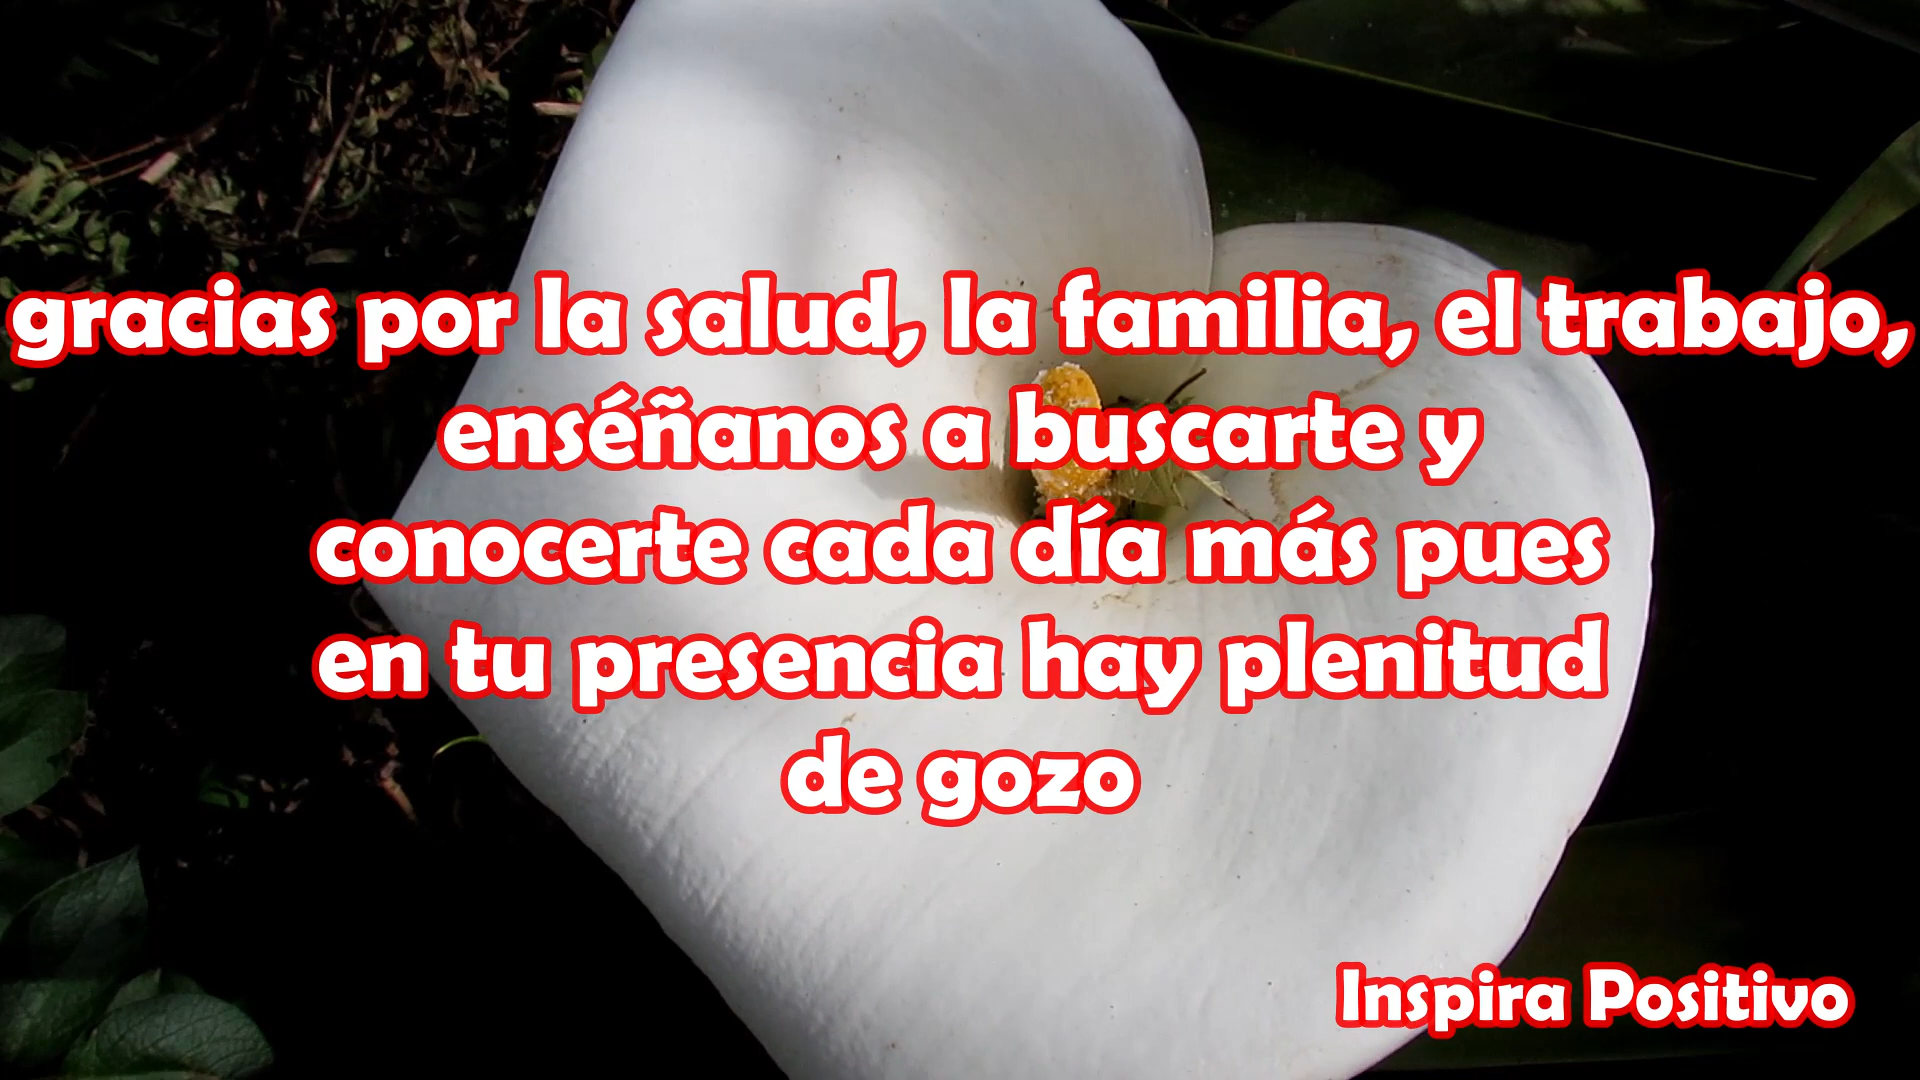 gracias por la salud, la familia, el trabajo,
enséñanos a buscarte y
conocerte cada día más pues
en tu presencia hay plenitud
de gozo
Inspira Positivo